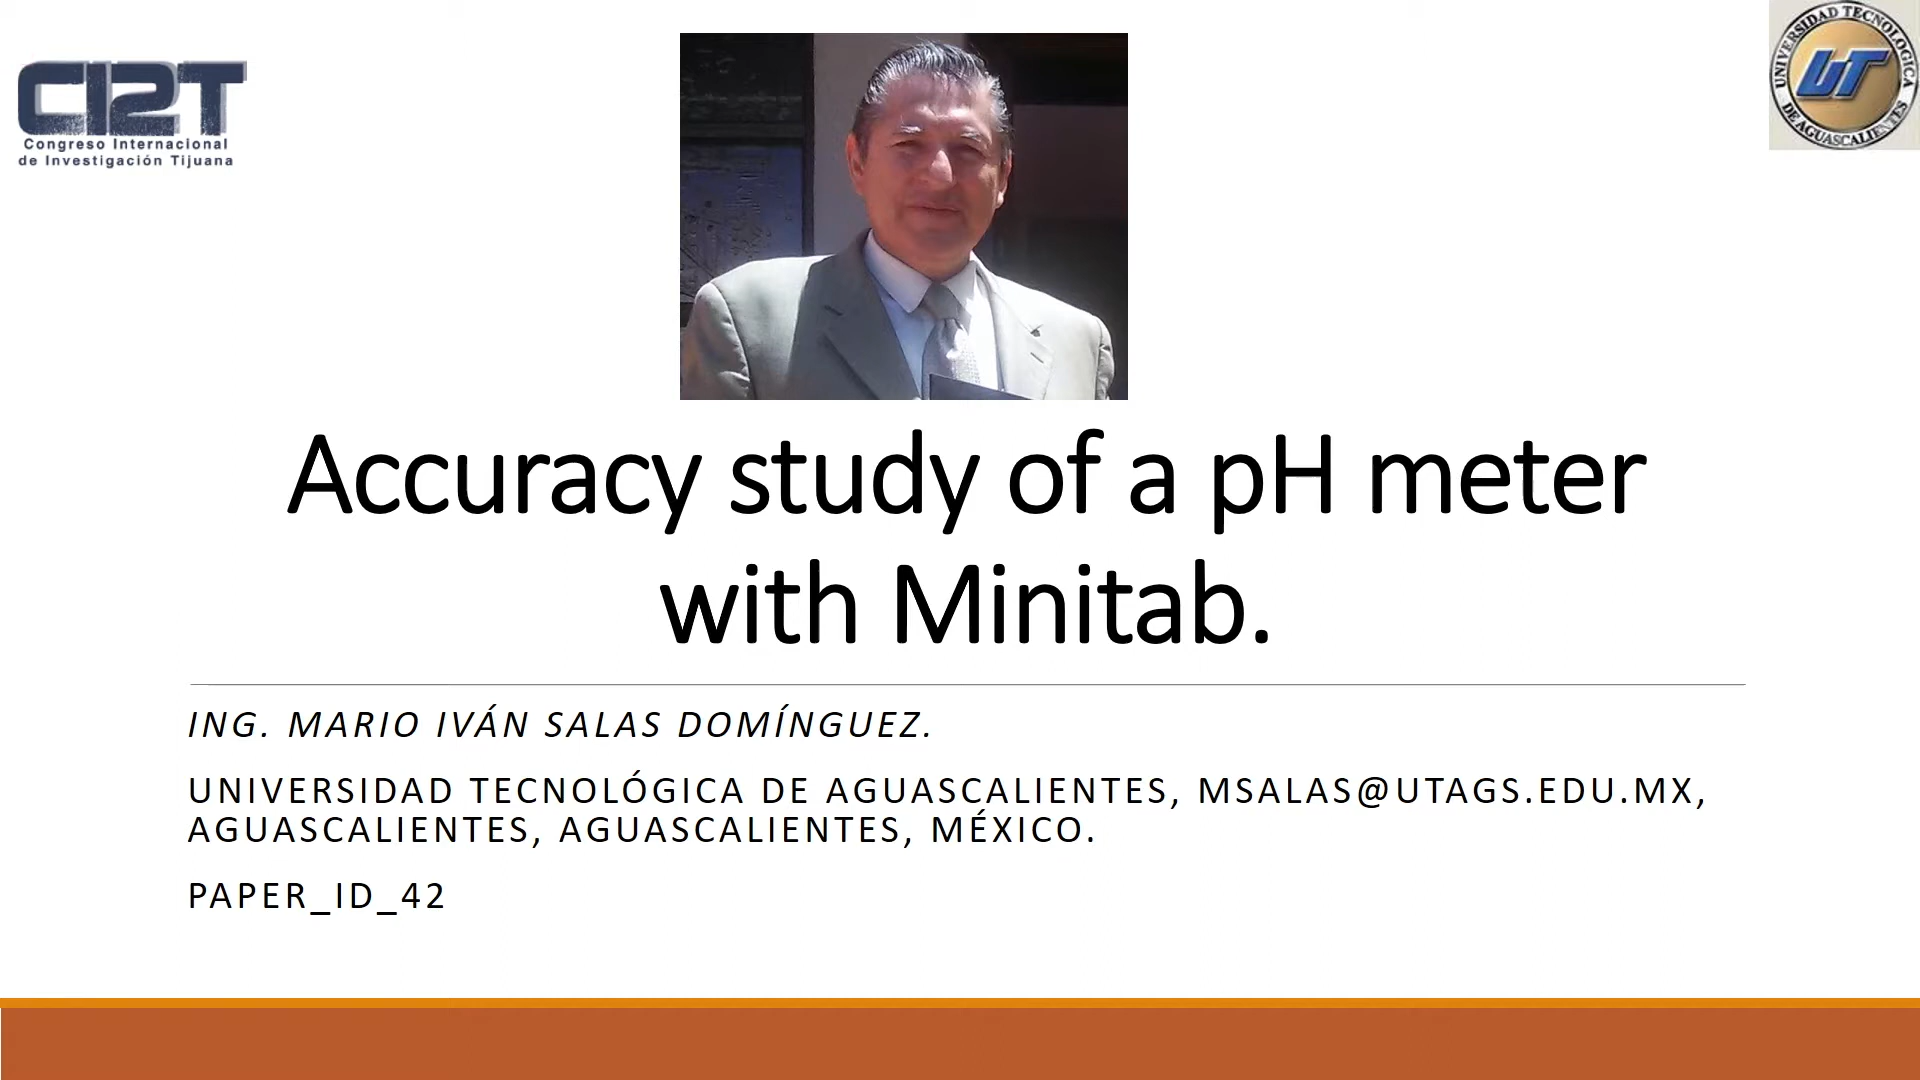 CI2T
Congreso Internacional
de Investigación Tijuana
UNIVERSIDAD TECNOLOGICA
UT
DE AGUASCALIENTES
Accuracy study of a pH meter
with Minitab.
ING. MARIO IVÁN SALAS DOMÍNGUEZ.
UNIVERSIDAD TECNOLÓGICA DE AGUASCALIENTES, MSALAS@UTAGS.EDU.MX,
AGUASCALIENTES, AGUASCALIENTES, MÉXICO.
PAPER_ID_42